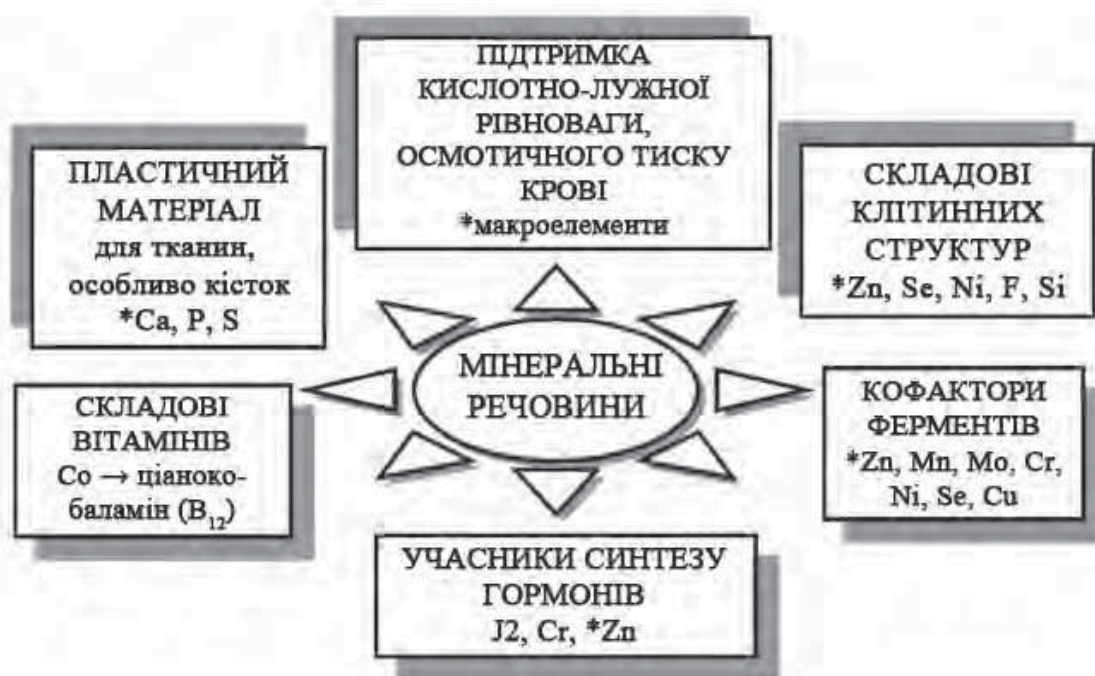 ПІДТРИМКА
КИСЛОТНО-ЛУЖНОЇ
РІВНОВАГИ,
ОСМОТИЧНОГО ТИСКУ
КРОВІ
*макроелементи
ПЛАСТИЧНИЙ
МАТЕРІАЛ
для тканин,
особливо кісток
*Ca, P, S
СКЛАДОВІ
КЛІТИННИХ
СТРУКТУР
*Zn, Se, Ni, F, Si
МІНЕРАЛЬНІ
РЕЧОВИНИ
СКЛАДОВІ
ВІТАМІНІВ
Co → ціаноко-
баламін (B₁₂)
КОФАКТОРИ
ФЕРМЕНТІВ
*Zn, Mn, Mo, Cr,
Ni, Se, Cu
УЧАСНИКИ СИНТЕЗУ
ГОРМОНІВ
J2, Cr, *Zn